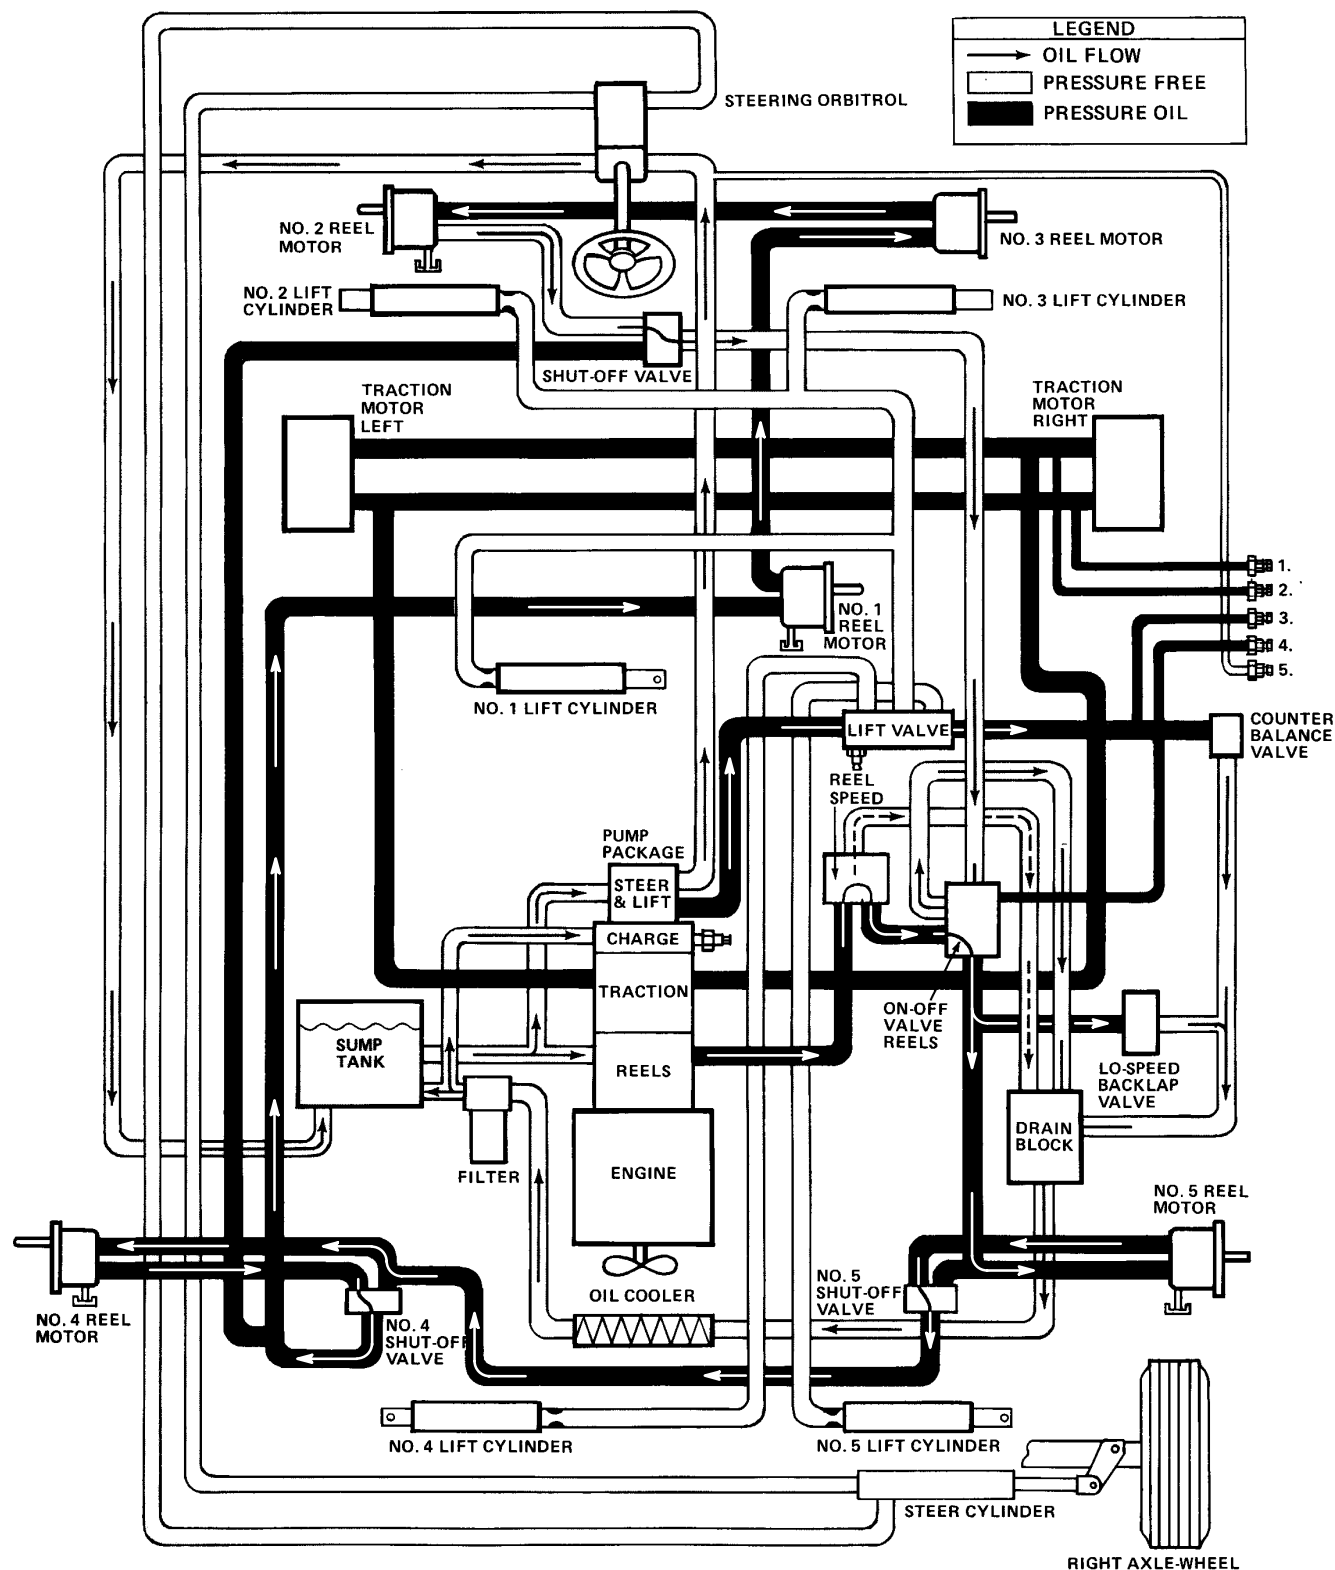 LEGEND
OIL FLOW
PRESSURE FREE
PRESSURE OIL
STEERING ORBITROL
NO. 2 REEL
MOTOR
NO. 3 REEL MOTOR
NO. 2 LIFT
CYLINDER
NO. 3 LIFT CYLINDER
SHUT-OFF VALVE
TRACTION
MOTOR
LEFT
TRACTION
MOTOR
RIGHT
1.
2.
3.
4.
5.
NO. 1
REEL
MOTOR
NO. 1 LIFT CYLINDER
LIFT VALVE
COUNTER
BALANCE
VALVE
REEL
SPEED
PUMP
PACKAGE
STEER
& LIFT
CHARGE
TRACTION
REELS
ON-OFF
VALVE
REELS
SUMP
TANK
LO-SPEED
BACKLAP
VALVE
DRAIN
BLOCK
FILTER
ENGINE
NO. 5 REEL
MOTOR
OIL COOLER
NO. 5
SHUT-OFF
VALVE
NO. 4 REEL
MOTOR
NO. 4
SHUT-OFF
VALVE
NO. 4 LIFT CYLINDER
NO. 5 LIFT CYLINDER
STEER CYLINDER
RIGHT AXLE-WHEEL